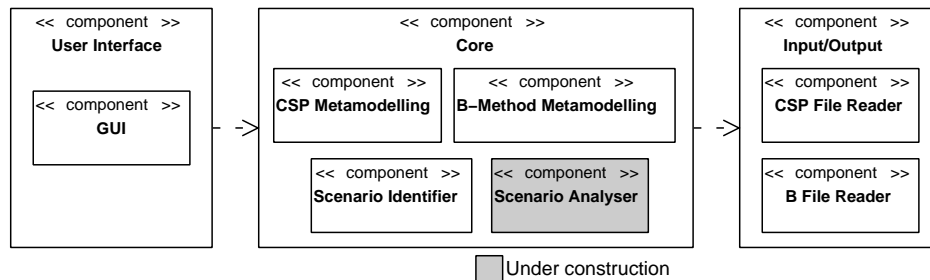 << component >>
User Interface
<< component >>
GUI
<< component >>
Core
<< component >>
CSP Metamodelling
<< component >>
B−Method Metamodelling
<< component >>
Scenario Identifier
<< component >>
Scenario Analyser
<< component >>
Input/Output
<< component >>
CSP File Reader
<< component >>
B File Reader
Under construction